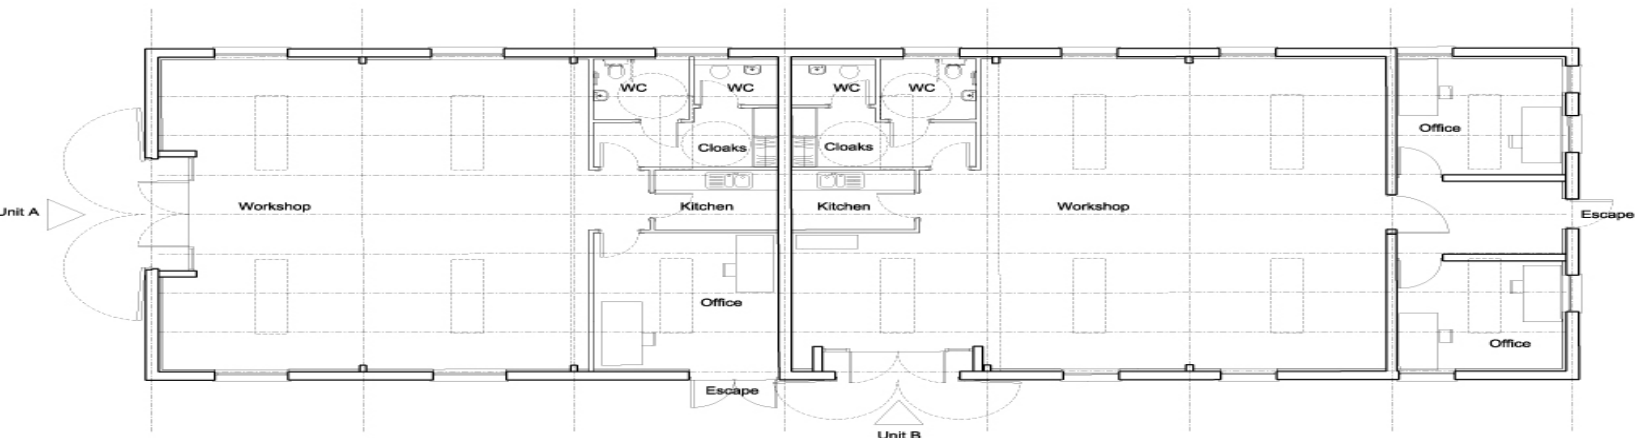 WC
WC
WC
WC
Office
Cloaks
Cloaks
Unit A
Workshop
Kitchen
Kitchen
Workshop
Escape
Office
Office
Escape
Unit B